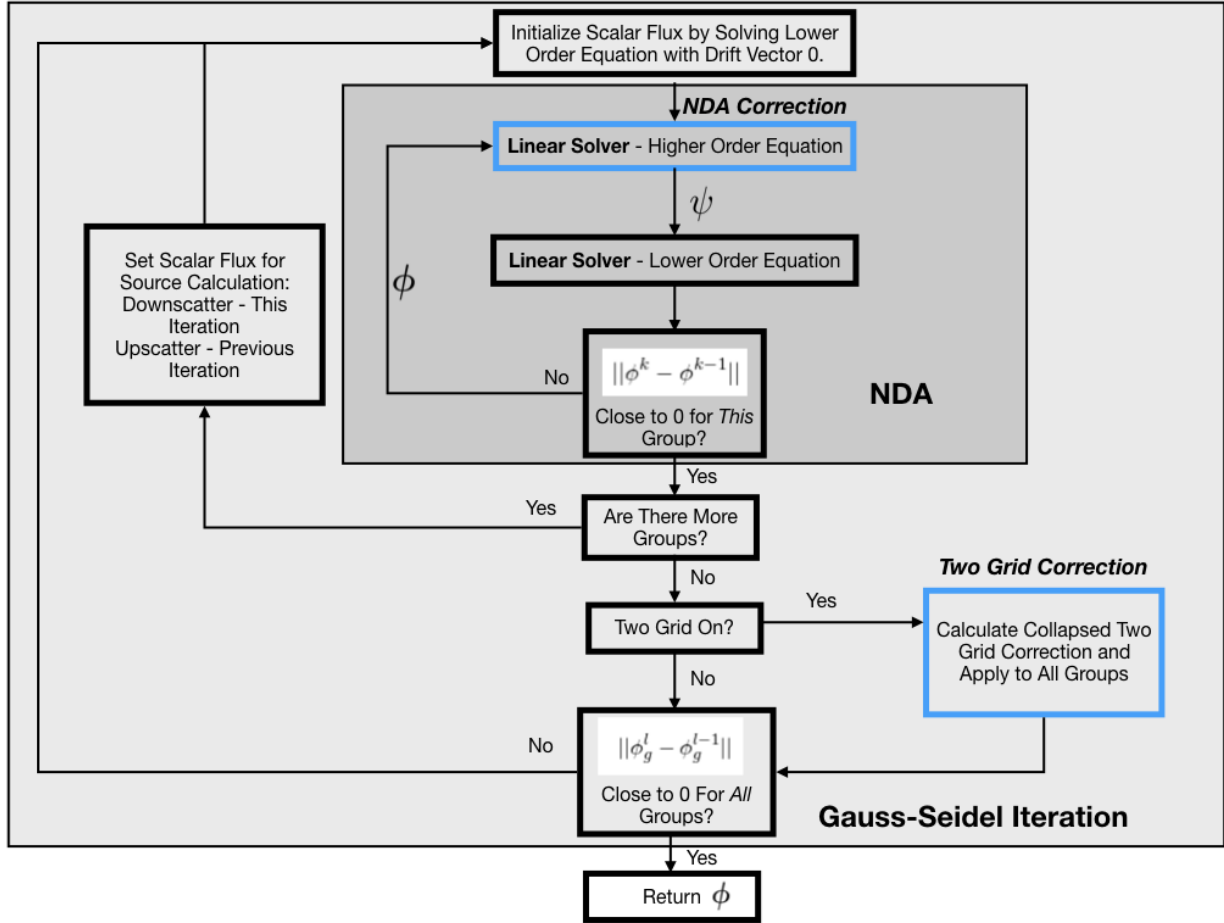 Initialize Scalar Flux by Solving Lower
Order Equation with Drift Vector 0.
NDA Correction
Linear Solver - Higher Order Equation
ψ
Linear Solver - Lower Order Equation
ϕ
Set Scalar Flux for
Source Calculation:
Downscatter - This
Iteration
Upscatter - Previous
Iteration
||ϕ^k − ϕ^{k−1}||
Close to 0 for This
Group?
No
NDA
Yes
Yes
Are There More
Groups?
No
Two Grid Correction
Two Grid On?
Yes
Calculate Collapsed Two
Grid Correction and
Apply to All Groups
No
||ϕ_g^l − ϕ_g^{l−1}||
Close to 0 For All
Groups?
No
Gauss-Seidel Iteration
Yes
Return ϕ